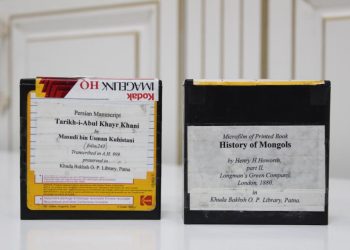 Kodak
IMAGELINK HQ
Persian Manuscript
Tarikh-i-Abul Khayr Khani
by
Masudi bin Usman Kuhistani
Transcribed in A.H. 999.
preserved in
Khuda Bakhsh O. P. Library, Patna.
Microfilm of Printed Book
History of Mongols
by Henry H.Howorth,
part II.
Longman's Green Company,
London, 1880.
in
Khuda Bakhsh O. P. Library, Patna.